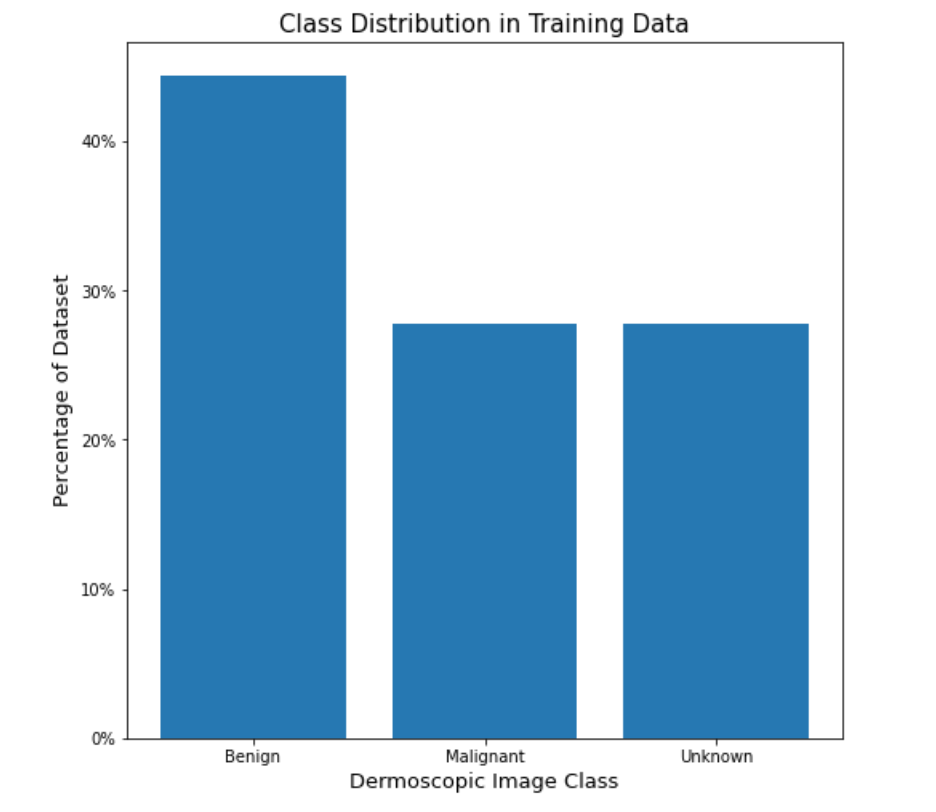 Class Distribution in Training Data
Percentage of Dataset
40%
30%
20%
10%
0%
Benign Malignant Unknown
Dermoscopic Image Class